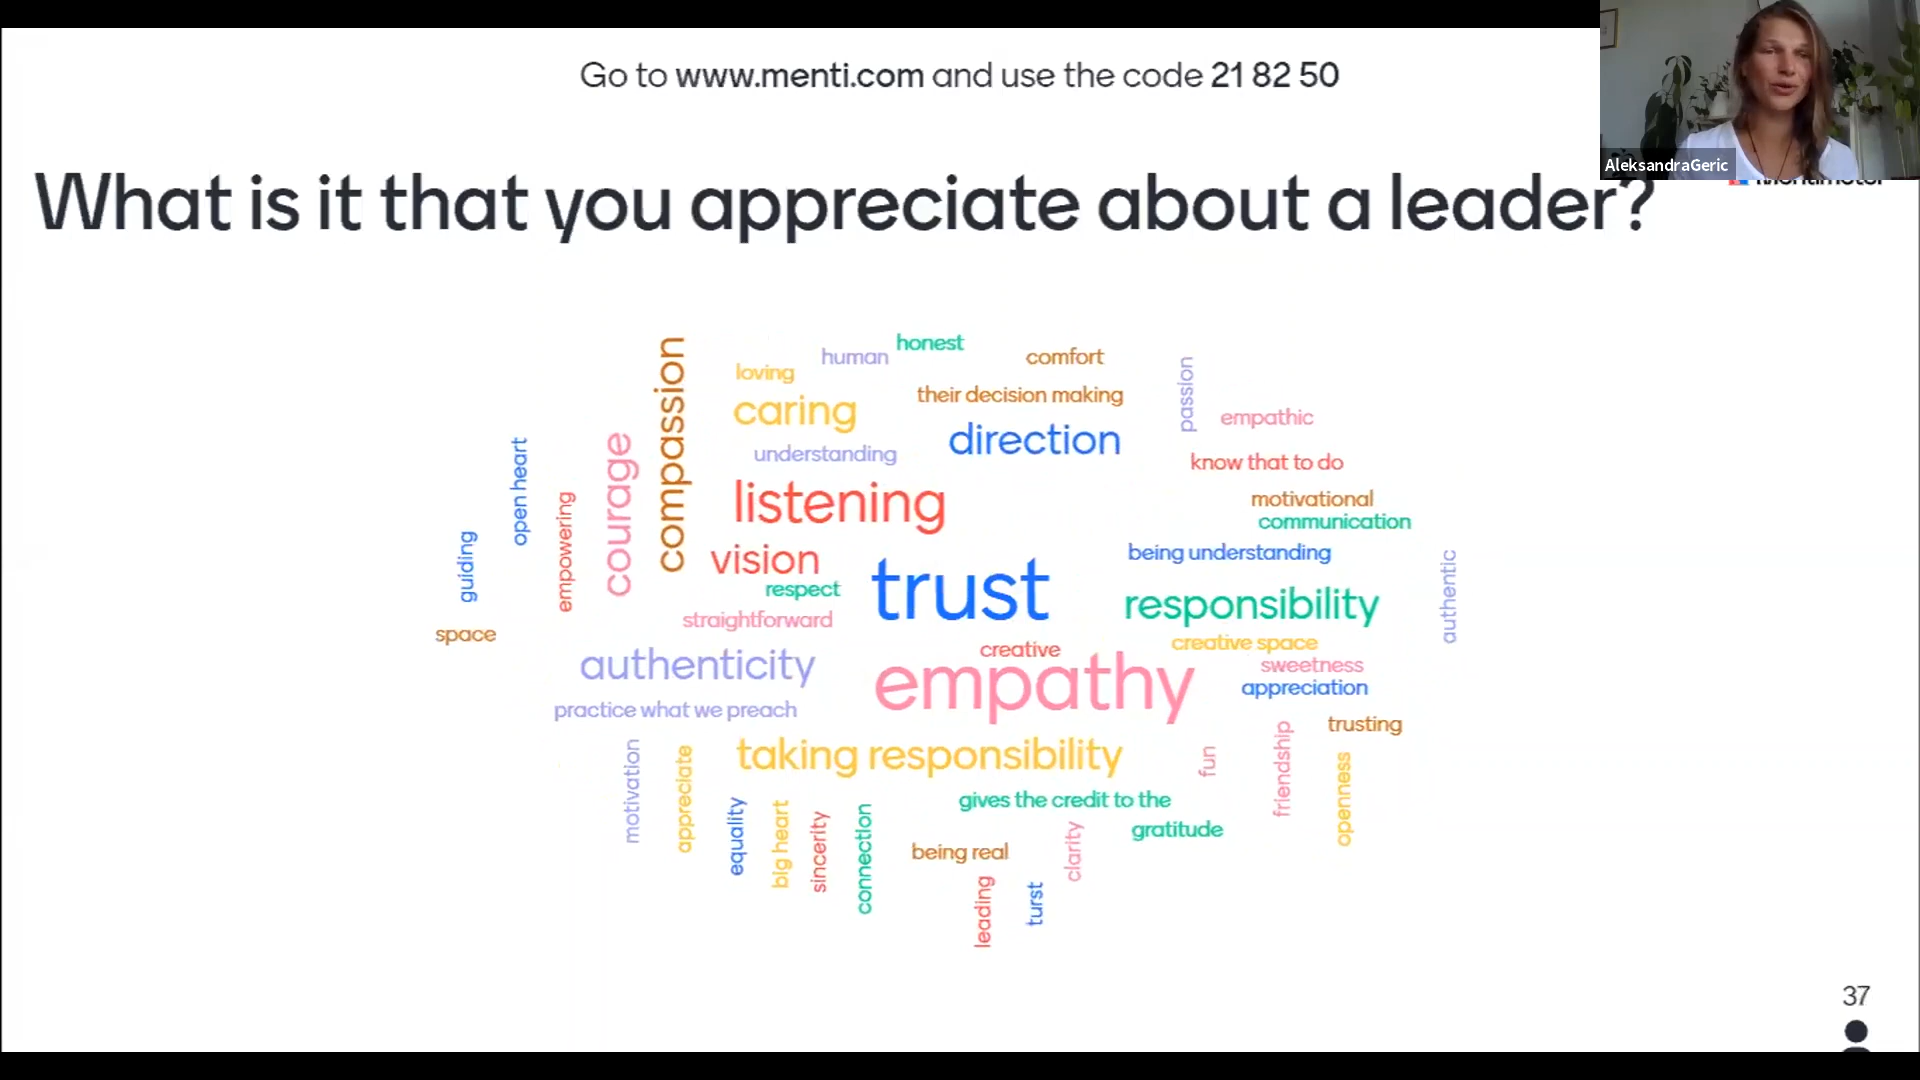 Go to www.menti.com and use the code 21 82 50
AleksandraGeric
What is it that you appreciate about a leader?
honest
human
comfort
loving
passion
compassion
their decision making
caring
empathic
direction
courage
open heart
understanding
know that to do
empowering
listening
motivational
communication
guiding
vision
being understanding
authentic
trust
respect
responsibility
straightforward
space
creative
creative space
authenticity
empathy
sweetness
appreciation
practice what we preach
trusting
taking responsibility
fun
friendship
openness
motivation
appreciate
gives the credit to the
equality
big heart
sincerity
connection
gratitude
being real
clarity
leading
turst
37